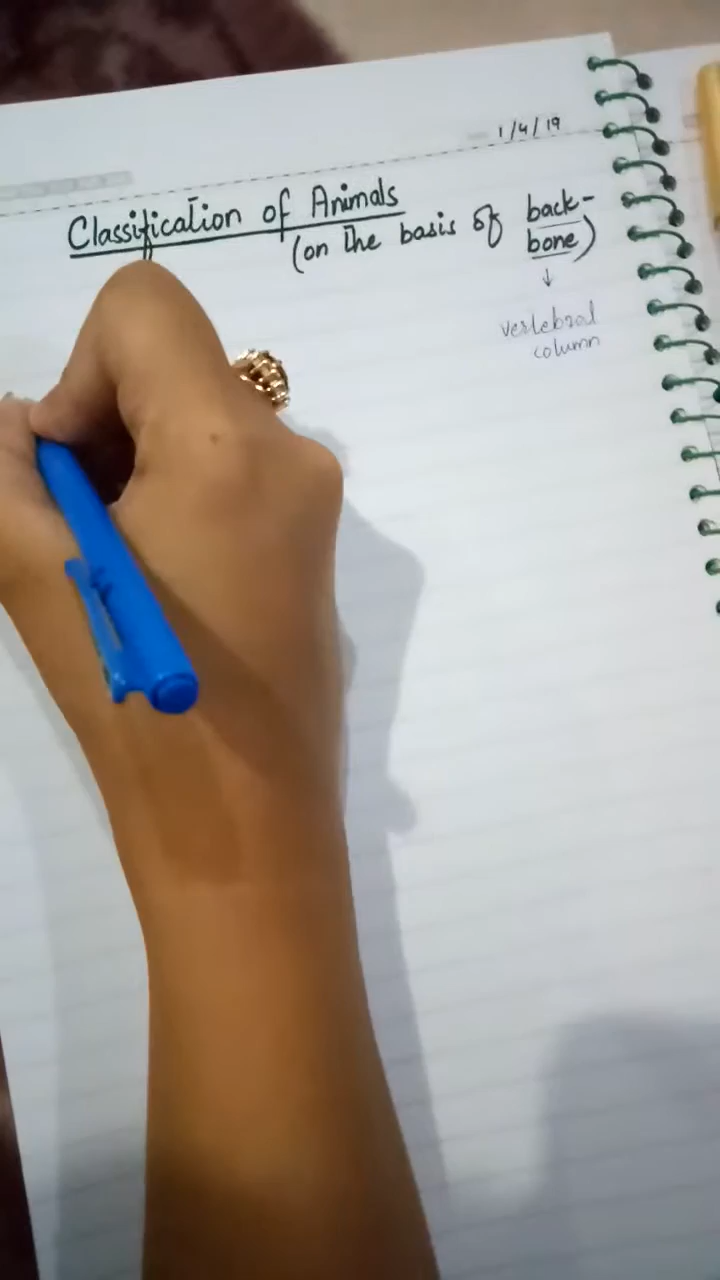 1/4/19
Classification of Animals
(on the basis of back-
bone)
↓
vertebral
column